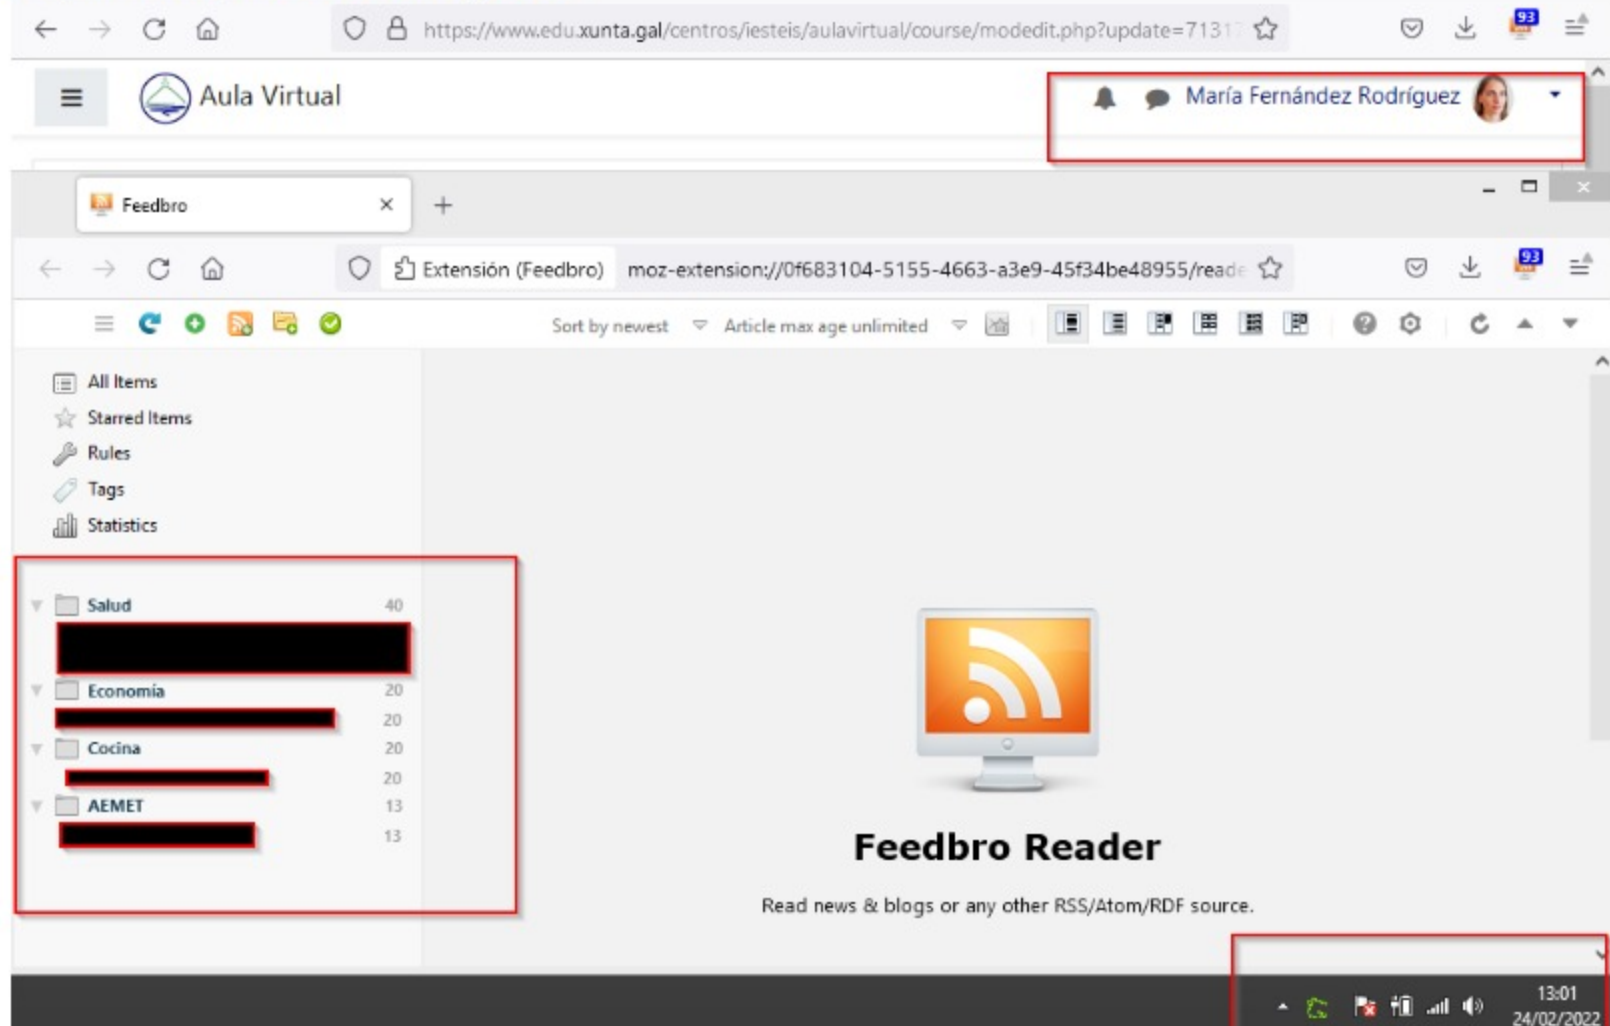 https://www.edu.xunta.gal/centros/iesteis/aulavirtual/course/modedit.php?update=7131
93
Aula Virtual
María Fernández Rodríguez
Feedbro
Extensión (Feedbro) moz-extension://0f683104-5155-4663-a3e9-45f34be48955/reade
93
Sort by newest Article max age unlimited
All Items
Starred Items
Rules
Tags
Statistics
Salud 40
Economía 20
20
Cocina 20
20
AEMET 13
13
Feedbro Reader
Read news & blogs or any other RSS/Atom/RDF source.
13:01
24/02/2022